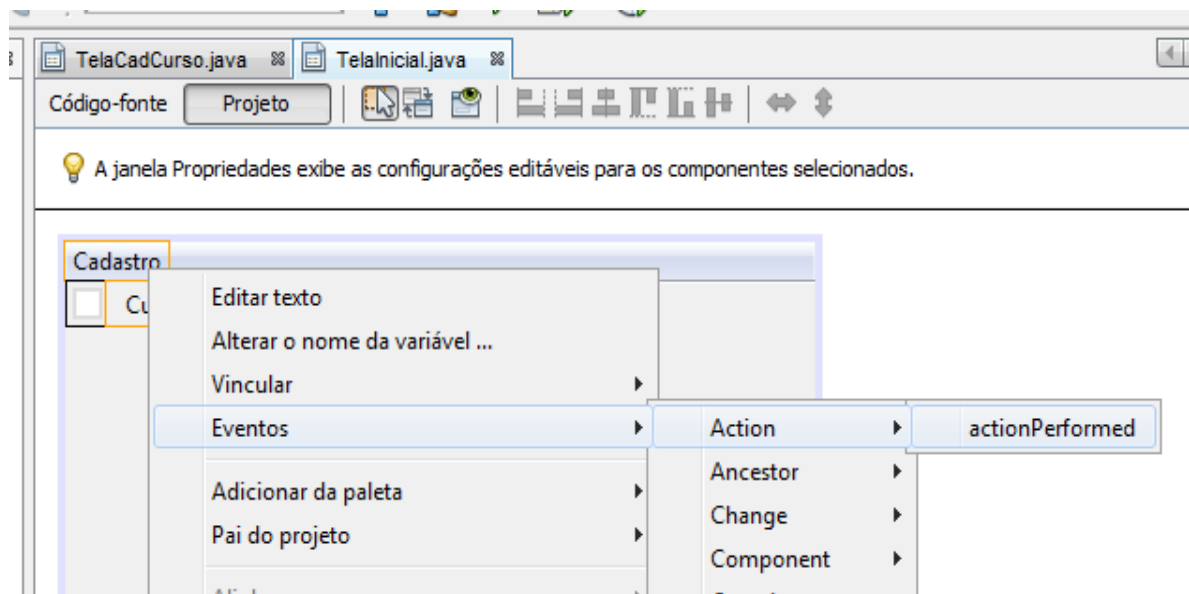 TelaCadCurso.java
TelaInicial.java
Código-fonte
Projeto
A janela Propriedades exibe as configurações editáveis para os componentes selecionados.
Cadastro
Cu
Editar texto
Alterar o nome da variável ...
Vincular
Eventos
Action
actionPerformed
Ancestor
Adicionar da paleta
Change
Pai do projeto
Component